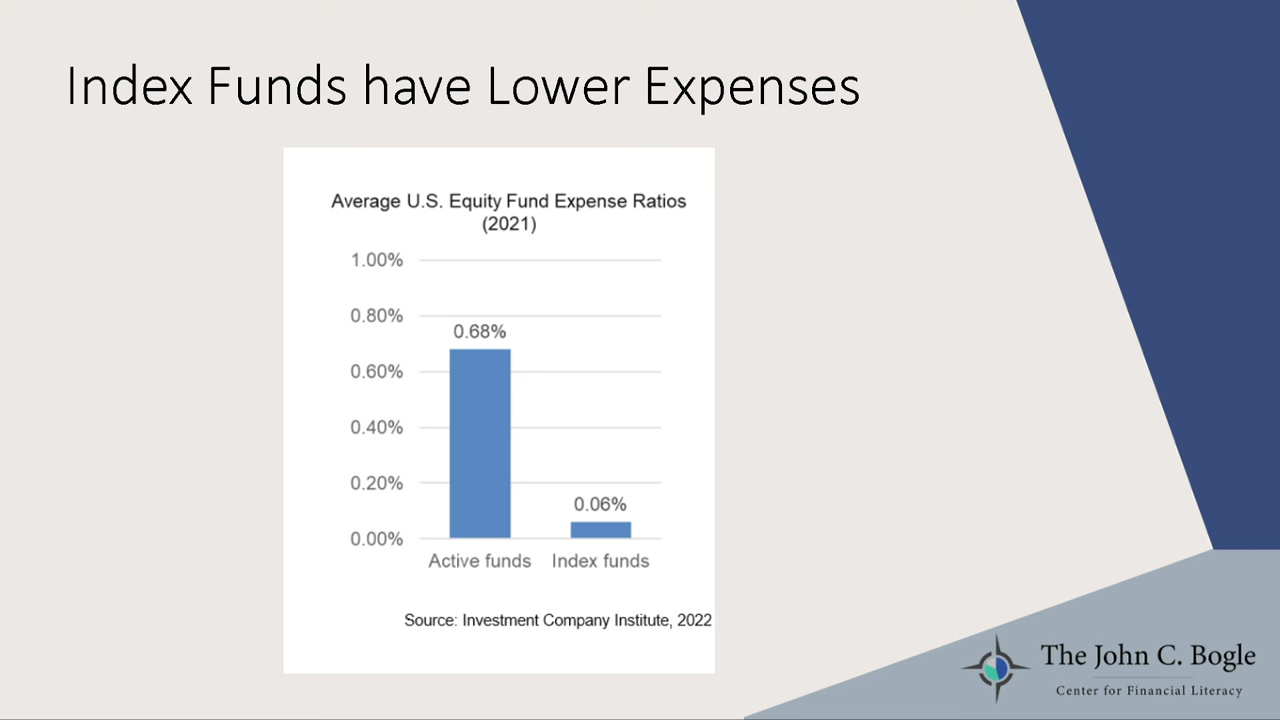 Index Funds have Lower Expenses
Average U.S. Equity Fund Expense Ratios
(2021)
1.00%
0.80%
0.68%
0.60%
0.40%
0.20%
0.06%
0.00%
Active funds
Index funds
Source: Investment Company Institute, 2022
The John C. Bogle
Center for Financial Literacy